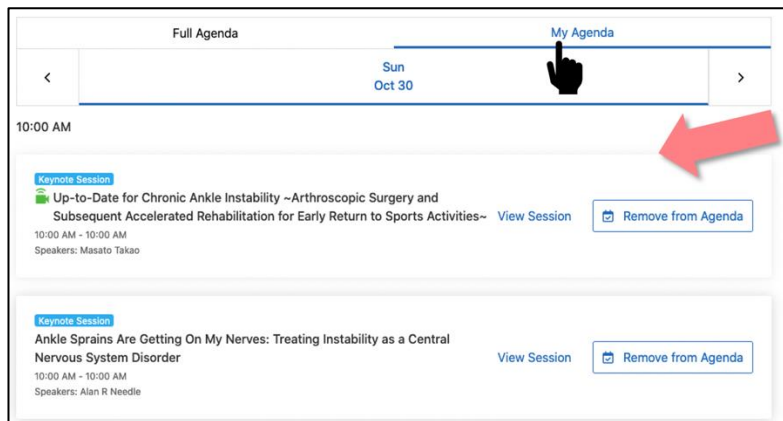 Full Agenda
My Agenda
Sun
Oct 30
10:00 AM
Keynote Session
Up-to-Date for Chronic Ankle Instability ~Arthroscopic Surgery and
Subsequent Accelerated Rehabilitation for Early Return to Sports Activities~
View Session
Remove from Agenda
10:00 AM - 10:00 AM
Speakers: Masato Takao
Keynote Session
Ankle Sprains Are Getting On My Nerves: Treating Instability as a Central
Nervous System Disorder
View Session
Remove from Agenda
10:00 AM - 10:00 AM
Speakers: Alan R Needle